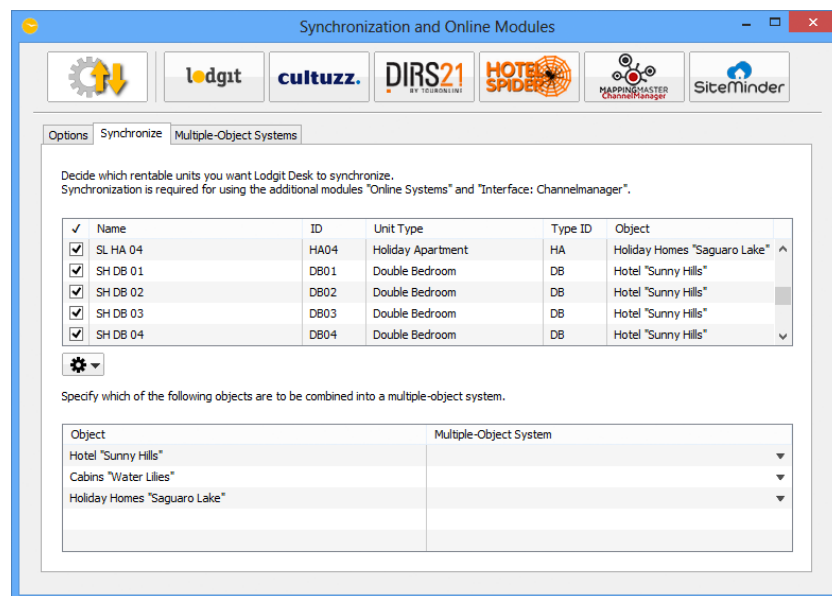 Synchronization and Online Modules
lodgit
cultuzz.
DIRS21
BY TOURONLINE
HOTEL
SPIDER
MAPPINGMASTER
ChannelManager
SiteMinder
Options Synchronize Multiple-Object Systems
Decide which rentable units you want Lodgit Desk to synchronize.
Synchronization is required for using the additional modules "Online Systems" and "Interface: Channelmanager".
✓ Name ID Unit Type Type ID Object
SL HA 04 HA04 Holiday Apartment HA Holiday Homes "Saguaro Lake"
SH DB 01 DB01 Double Bedroom DB Hotel "Sunny Hills"
SH DB 02 DB02 Double Bedroom DB Hotel "Sunny Hills"
SH DB 03 DB03 Double Bedroom DB Hotel "Sunny Hills"
SH DB 04 DB04 Double Bedroom DB Hotel "Sunny Hills"
Specify which of the following objects are to be combined into a multiple-object system.
Object Multiple-Object System
Hotel "Sunny Hills"
Cabins "Water Lilies"
Holiday Homes "Saguaro Lake"